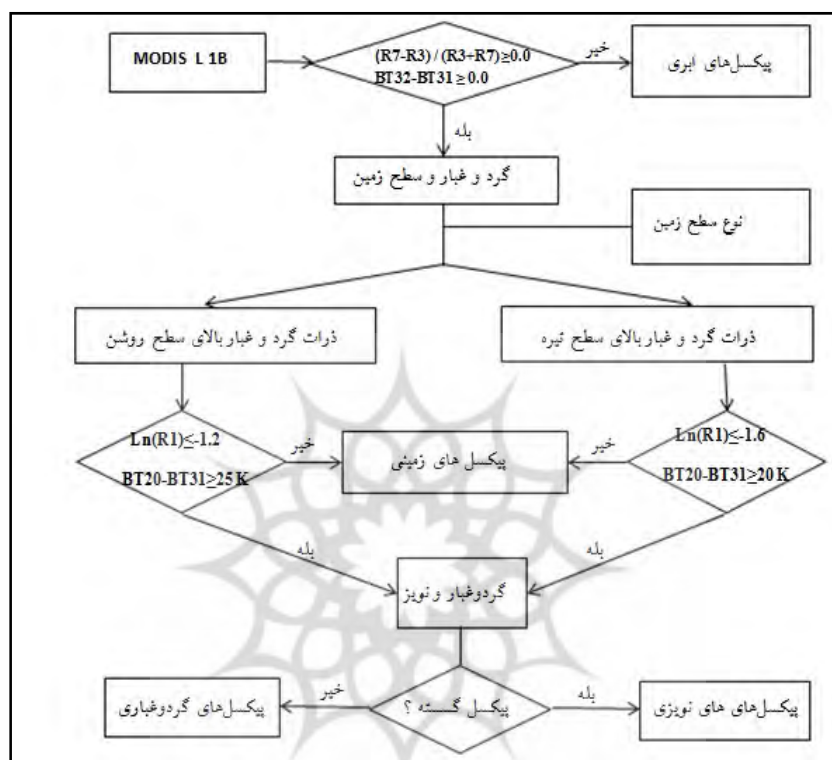 MODIS L 1B
(R7-R3) / (R3+R7)≥0.0
BT32-BT31 ≥ 0.0
خیر
پیکسل‌های ابری
بله
گرد و غبار و سطح زمین
نوع سطح زمین
ذرات گرد و غبار بالای سطح تیره
ذرات گرد و غبار بالای سطح روشن
Ln(R1)≤-1.6
BT20-BT31≥20 K
خیر
پیکسل های زمینی
خیر
Ln(R1)≤-1.2
BT20-BT31≥25 K
بله
بله
گردوغبار و نویز
پیکسل گسسته ؟
بله
پیکسل‌های های نویزی
خیر
پیکسل‌های گردوغباری